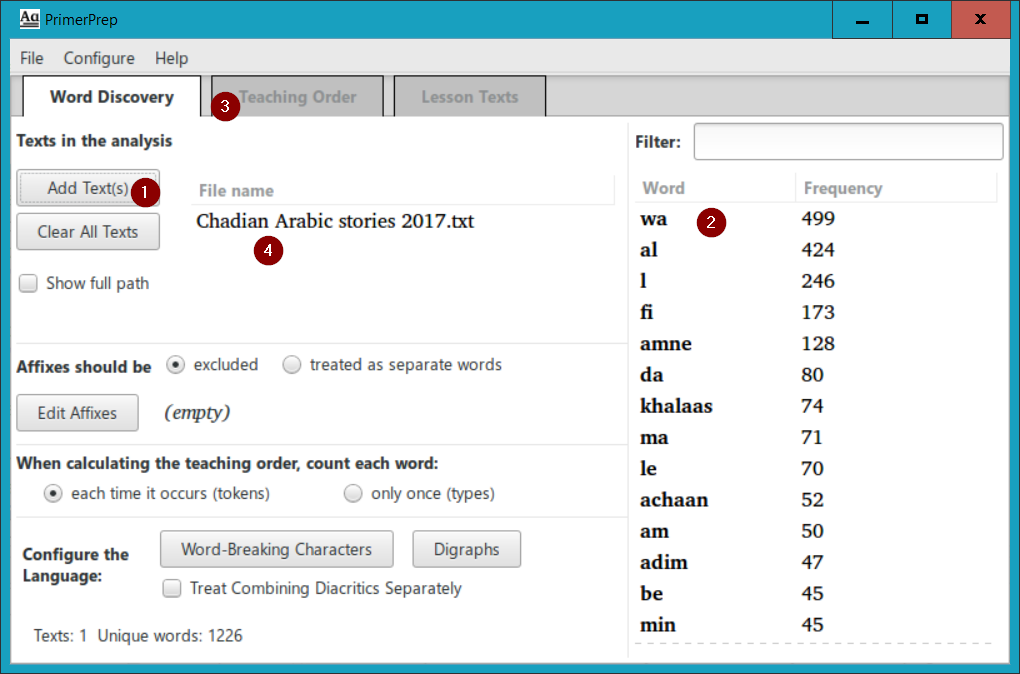 Aa PrimerPrep
File Configure Help
Word Discovery Teaching Order Lesson Texts
3
Texts in the analysis
Add Text(s) 1
Clear All Texts
Show full path
File name
Chadian Arabic stories 2017.txt
4
Affixes should be excluded treated as separate words
Edit Affixes (empty)
When calculating the teaching order, count each word:
each time it occurs (tokens) only once (types)
Configure the
Language:
Word-Breaking Characters Digraphs
Treat Combining Diacritics Separately
Texts: 1 Unique words: 1226
Filter:
Word Frequency
wa 2 499
al 424
l 246
fi 173
amne 128
da 80
khalaas 74
ma 71
le 70
achaan 52
am 50
adim 47
be 45
min 45